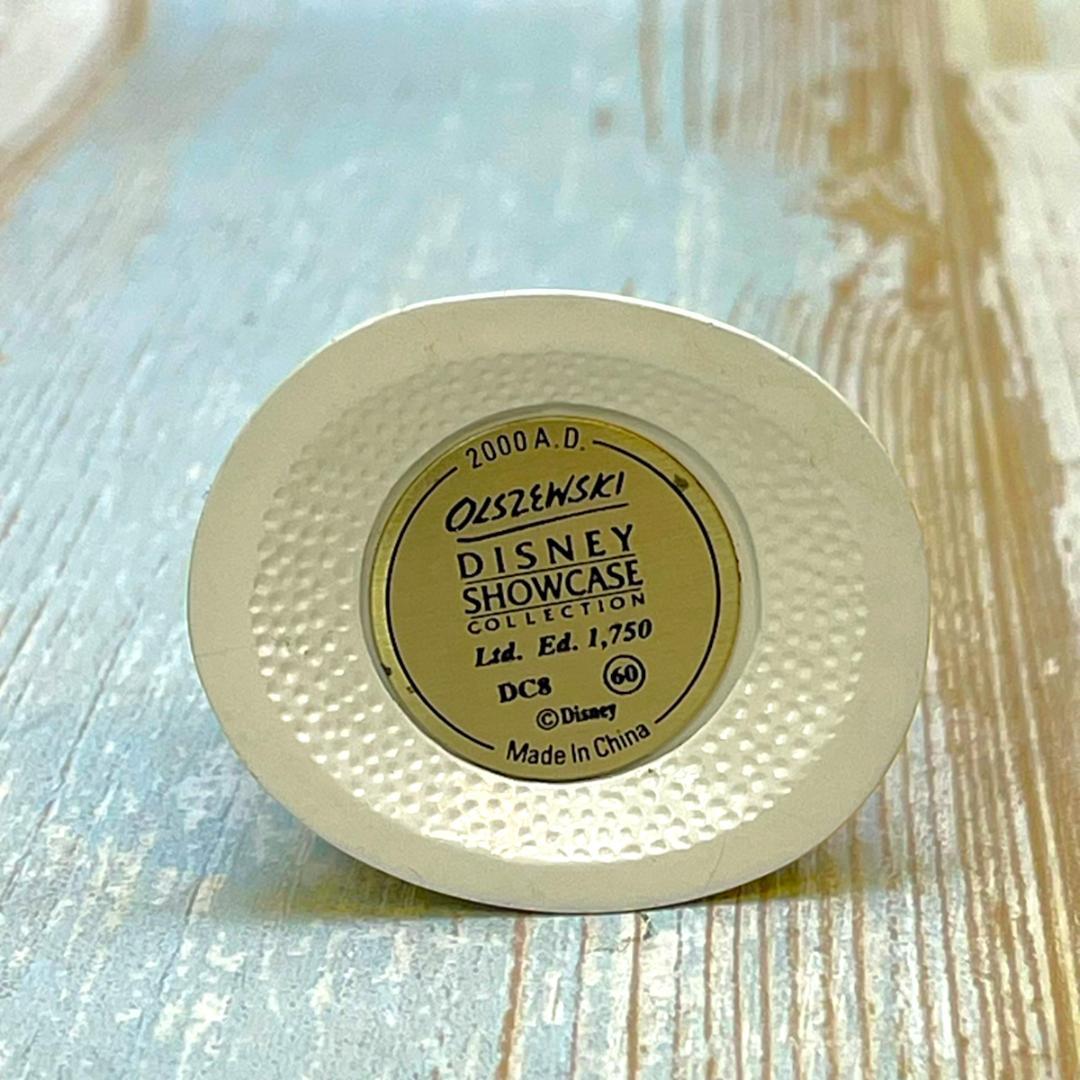 2000 A.D.
OLSZEWSKI
DISNEY
SHOWCASE
COLLECTION
Ltd. Ed. 1,750
DC8 60
©Disney
Made In China